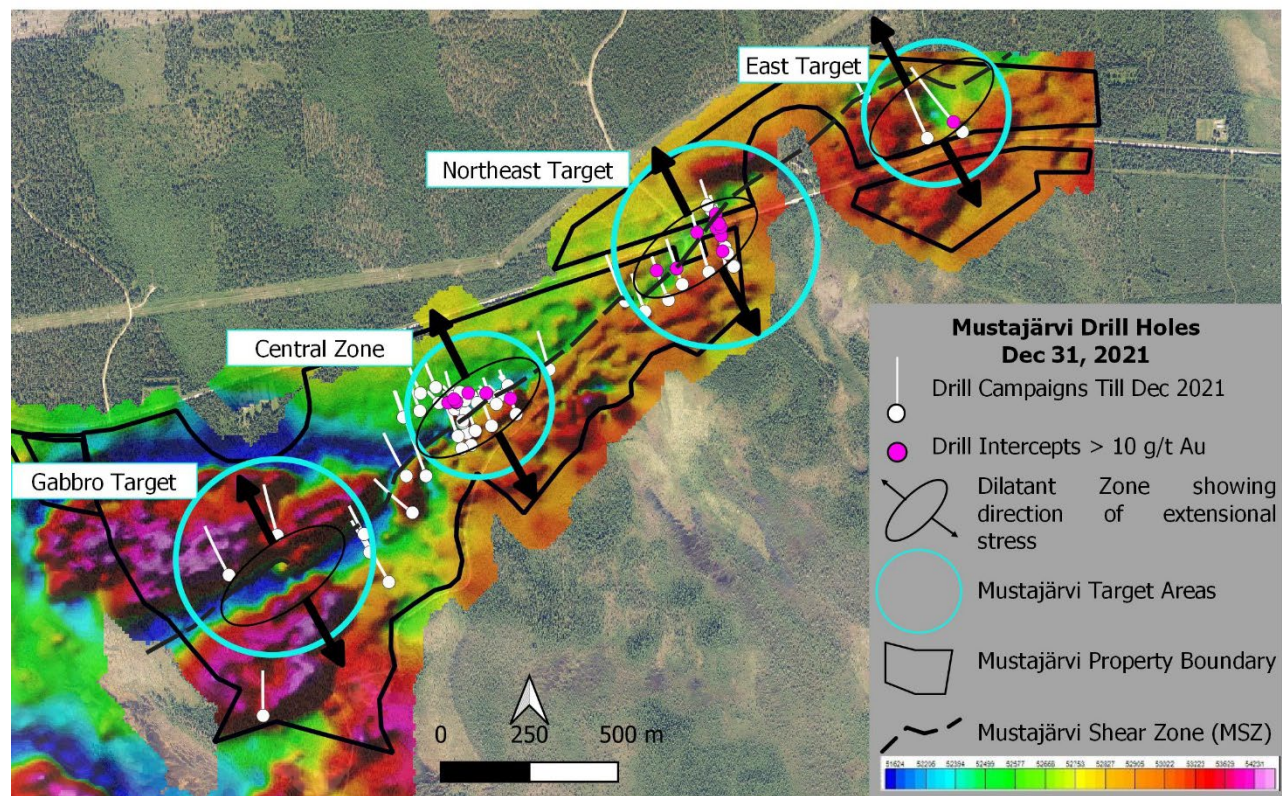 East Target
Northeast Target
Central Zone
Gabbro Target
0 250 500 m
Mustajärvi Drill Holes
Dec 31, 2021
Drill Campaigns Till Dec 2021
Drill Intercepts > 10 g/t Au
Dilatant Zone showing
direction of extensional
stress
Mustajärvi Target Areas
Mustajärvi Property Boundary
Mustajärvi Shear Zone (MSZ)